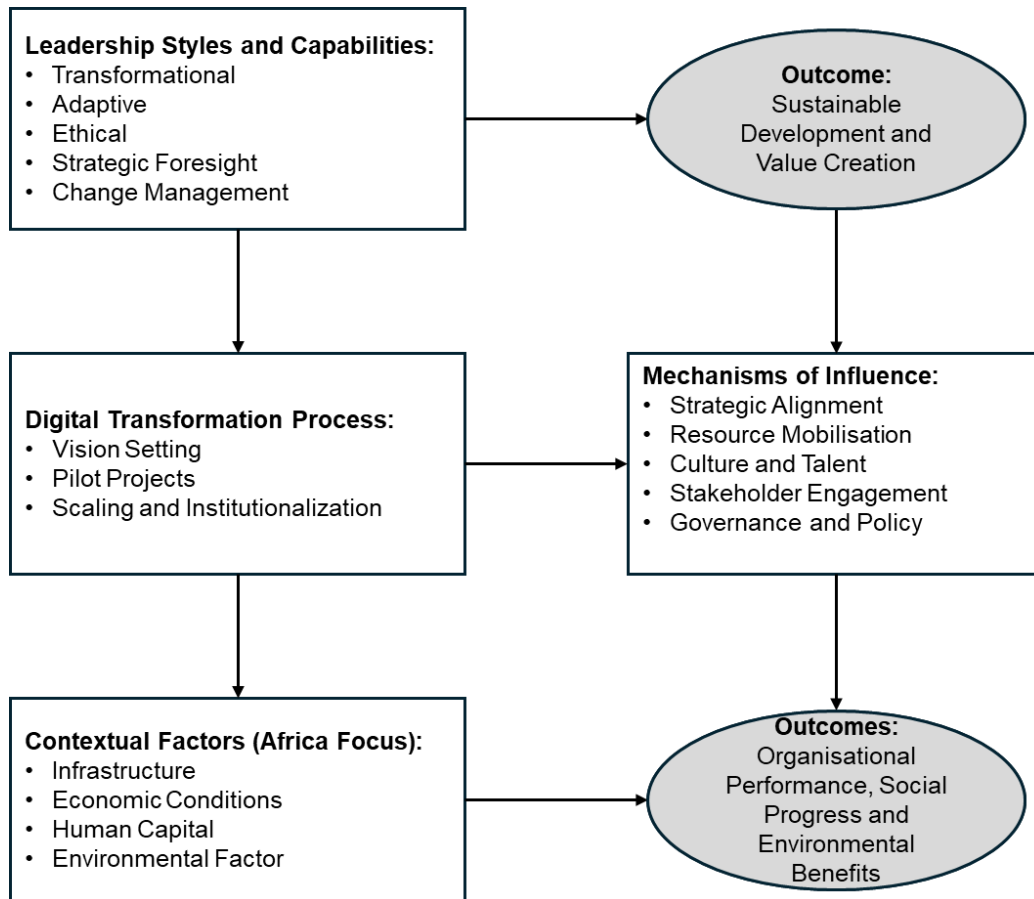 Leadership Styles and Capabilities:
• Transformational
• Adaptive
• Ethical
• Strategic Foresight
• Change Management
Outcome:
Sustainable
Development and
Value Creation
Digital Transformation Process:
• Vision Setting
• Pilot Projects
• Scaling and Institutionalization
Mechanisms of Influence:
• Strategic Alignment
• Resource Mobilisation
• Culture and Talent
• Stakeholder Engagement
• Governance and Policy
Contextual Factors (Africa Focus):
• Infrastructure
• Economic Conditions
• Human Capital
• Environmental Factor
Outcomes:
Organisational
Performance, Social
Progress and
Environmental
Benefits